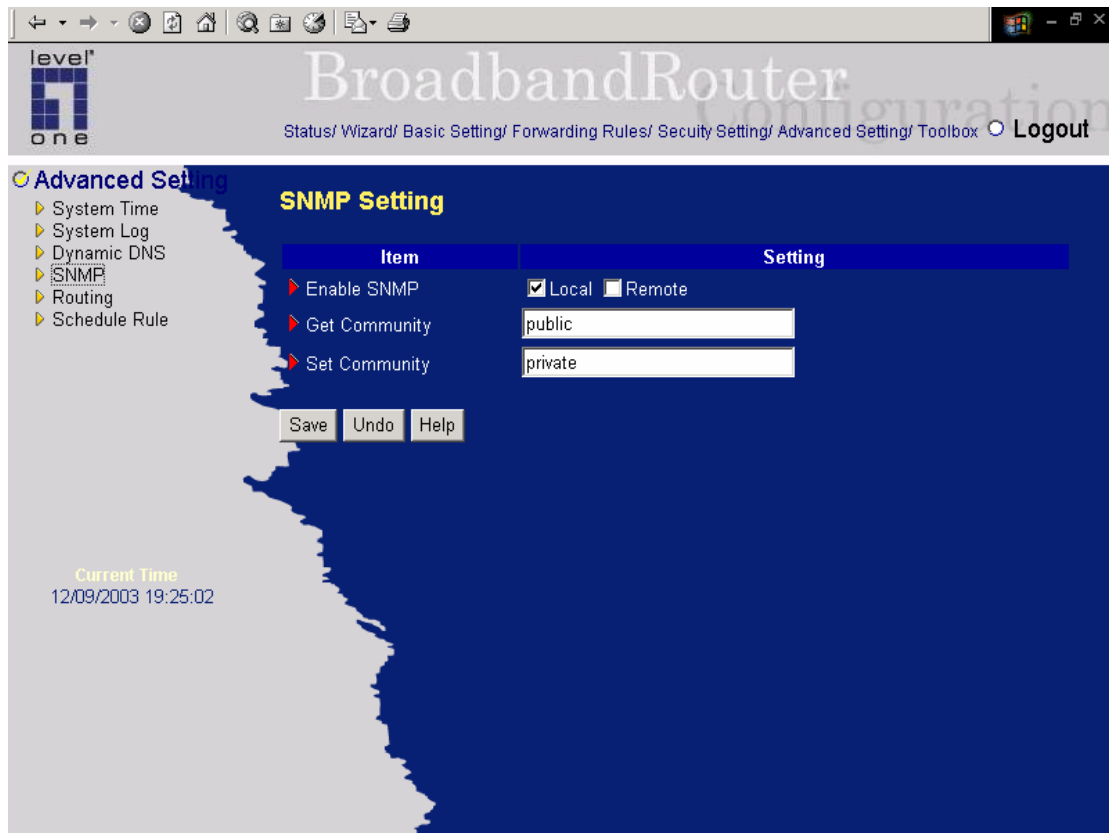 level
one
BroadbandRouter
Configuration
Status/ Wizard/ Basic Setting/ Forwarding Rules/ Secuity Setting/ Advanced Setting/ Toolbox Logout
Advanced Setting
System Time
System Log
Dynamic DNS
SNMP
Routing
Schedule Rule
Current Time
12/09/2003 19:25:02
SNMP Setting
Item Setting
Enable SNMP Local Remote
Get Community public
Set Community private
Save Undo Help